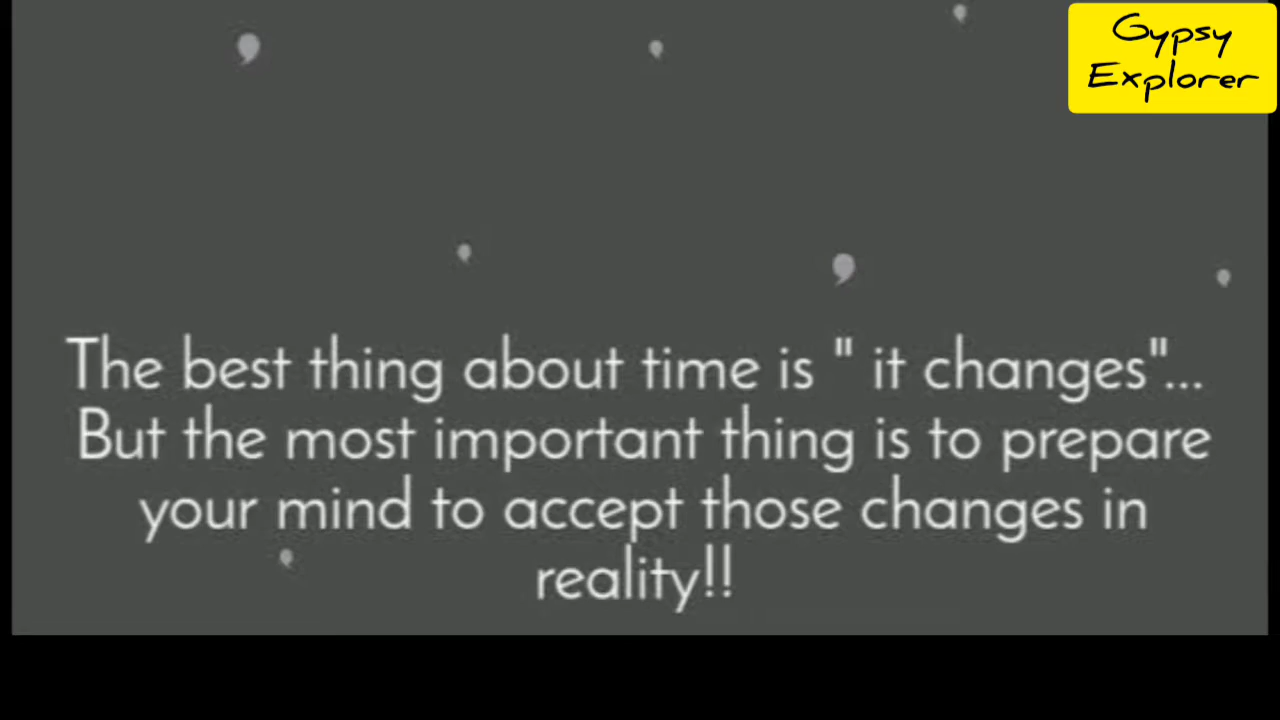 Gypsy
Explorer
The best thing about time is " it changes"...
But the most important thing is to prepare
your mind to accept those changes in
reality!!